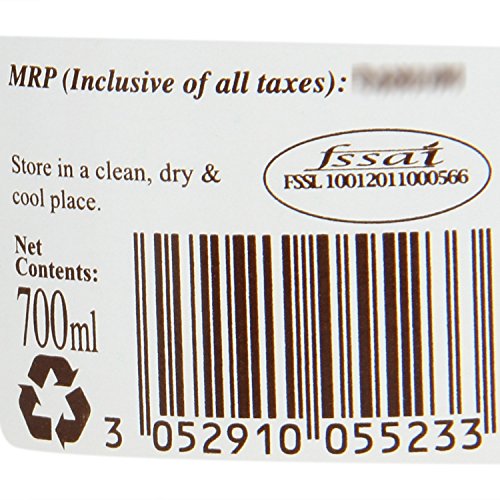 MRP (Inclusive of all taxes):
fssai
FSSL 10012011000566
Store in a clean, dry &
cool place.
Net
Contents:
700ml
3 052910 055233